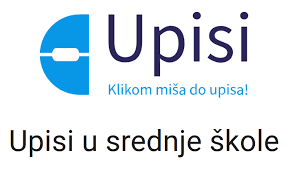 Upisi
Klikom miša do upisa!
Upisi u srednje škole